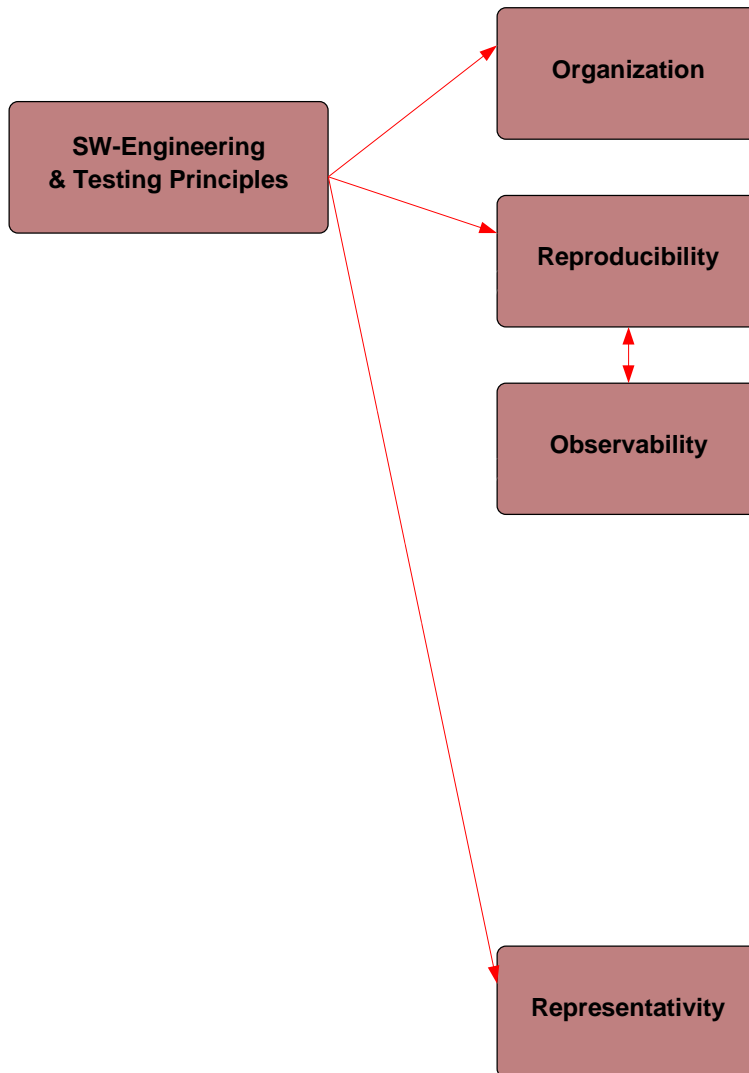 Organization
SW-Engineering
& Testing Principles
Reproducibility
Observability
Representativity